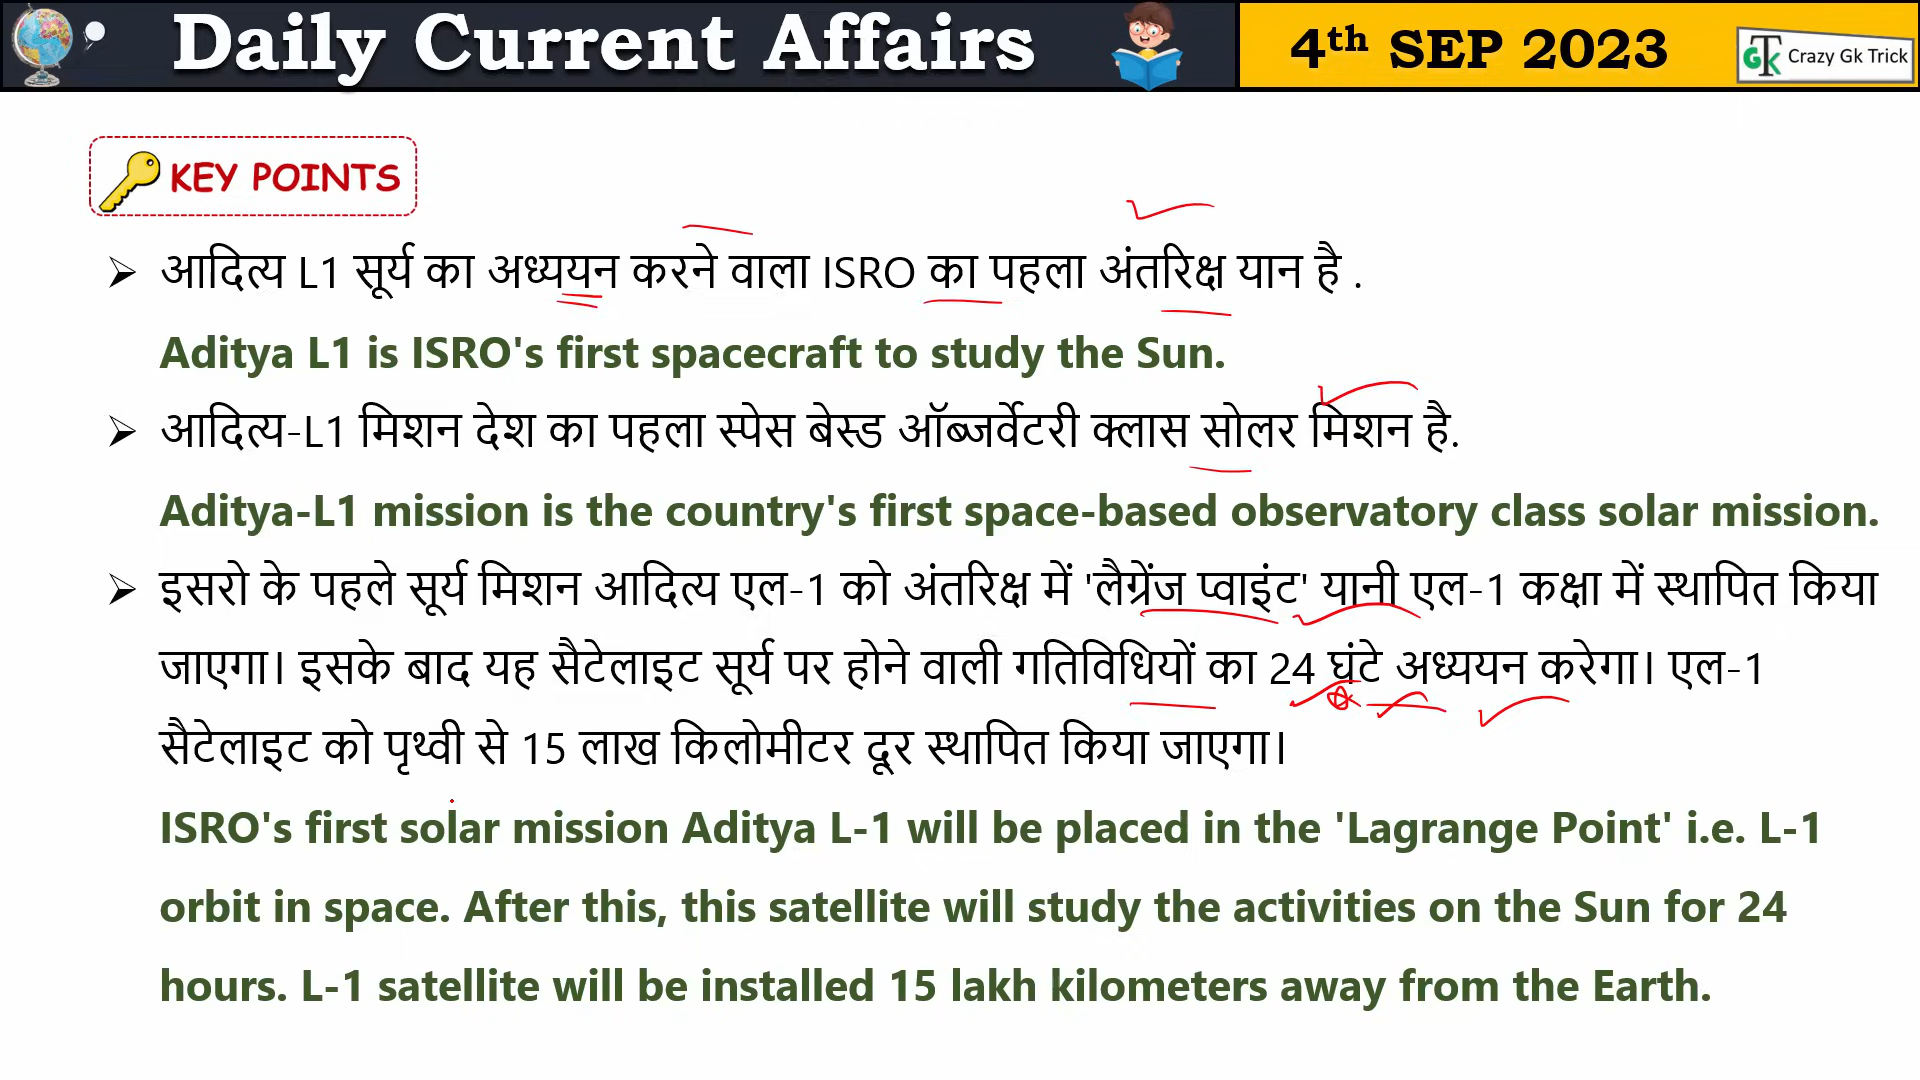 Daily Current Affairs
4th SEP 2023
GTK Crazy Gk Trick
KEY POINTS
➤ आदित्य L1 सूर्य का अध्ययन करने वाला ISRO का पहला अंतरिक्ष यान है .
Aditya L1 is ISRO's first spacecraft to study the Sun.
➤ आदित्य-L1 मिशन देश का पहला स्पेस बेस्ड ऑब्जर्वेटरी क्लास सोलर मिशन है.
Aditya-L1 mission is the country's first space-based observatory class solar mission.
➤ इसरो के पहले सूर्य मिशन आदित्य एल-1 को अंतरिक्ष में 'लैग्रेंज प्वाइंट' यानी एल-1 कक्षा में स्थापित किया
जाएगा। इसके बाद यह सैटेलाइट सूर्य पर होने वाली गतिविधियों का 24 घंटे अध्ययन करेगा। एल-1
सैटेलाइट को पृथ्वी से 15 लाख किलोमीटर दूर स्थापित किया जाएगा।
ISRO's first solar mission Aditya L-1 will be placed in the 'Lagrange Point' i.e. L-1
orbit in space. After this, this satellite will study the activities on the Sun for 24
hours. L-1 satellite will be installed 15 lakh kilometers away from the Earth.